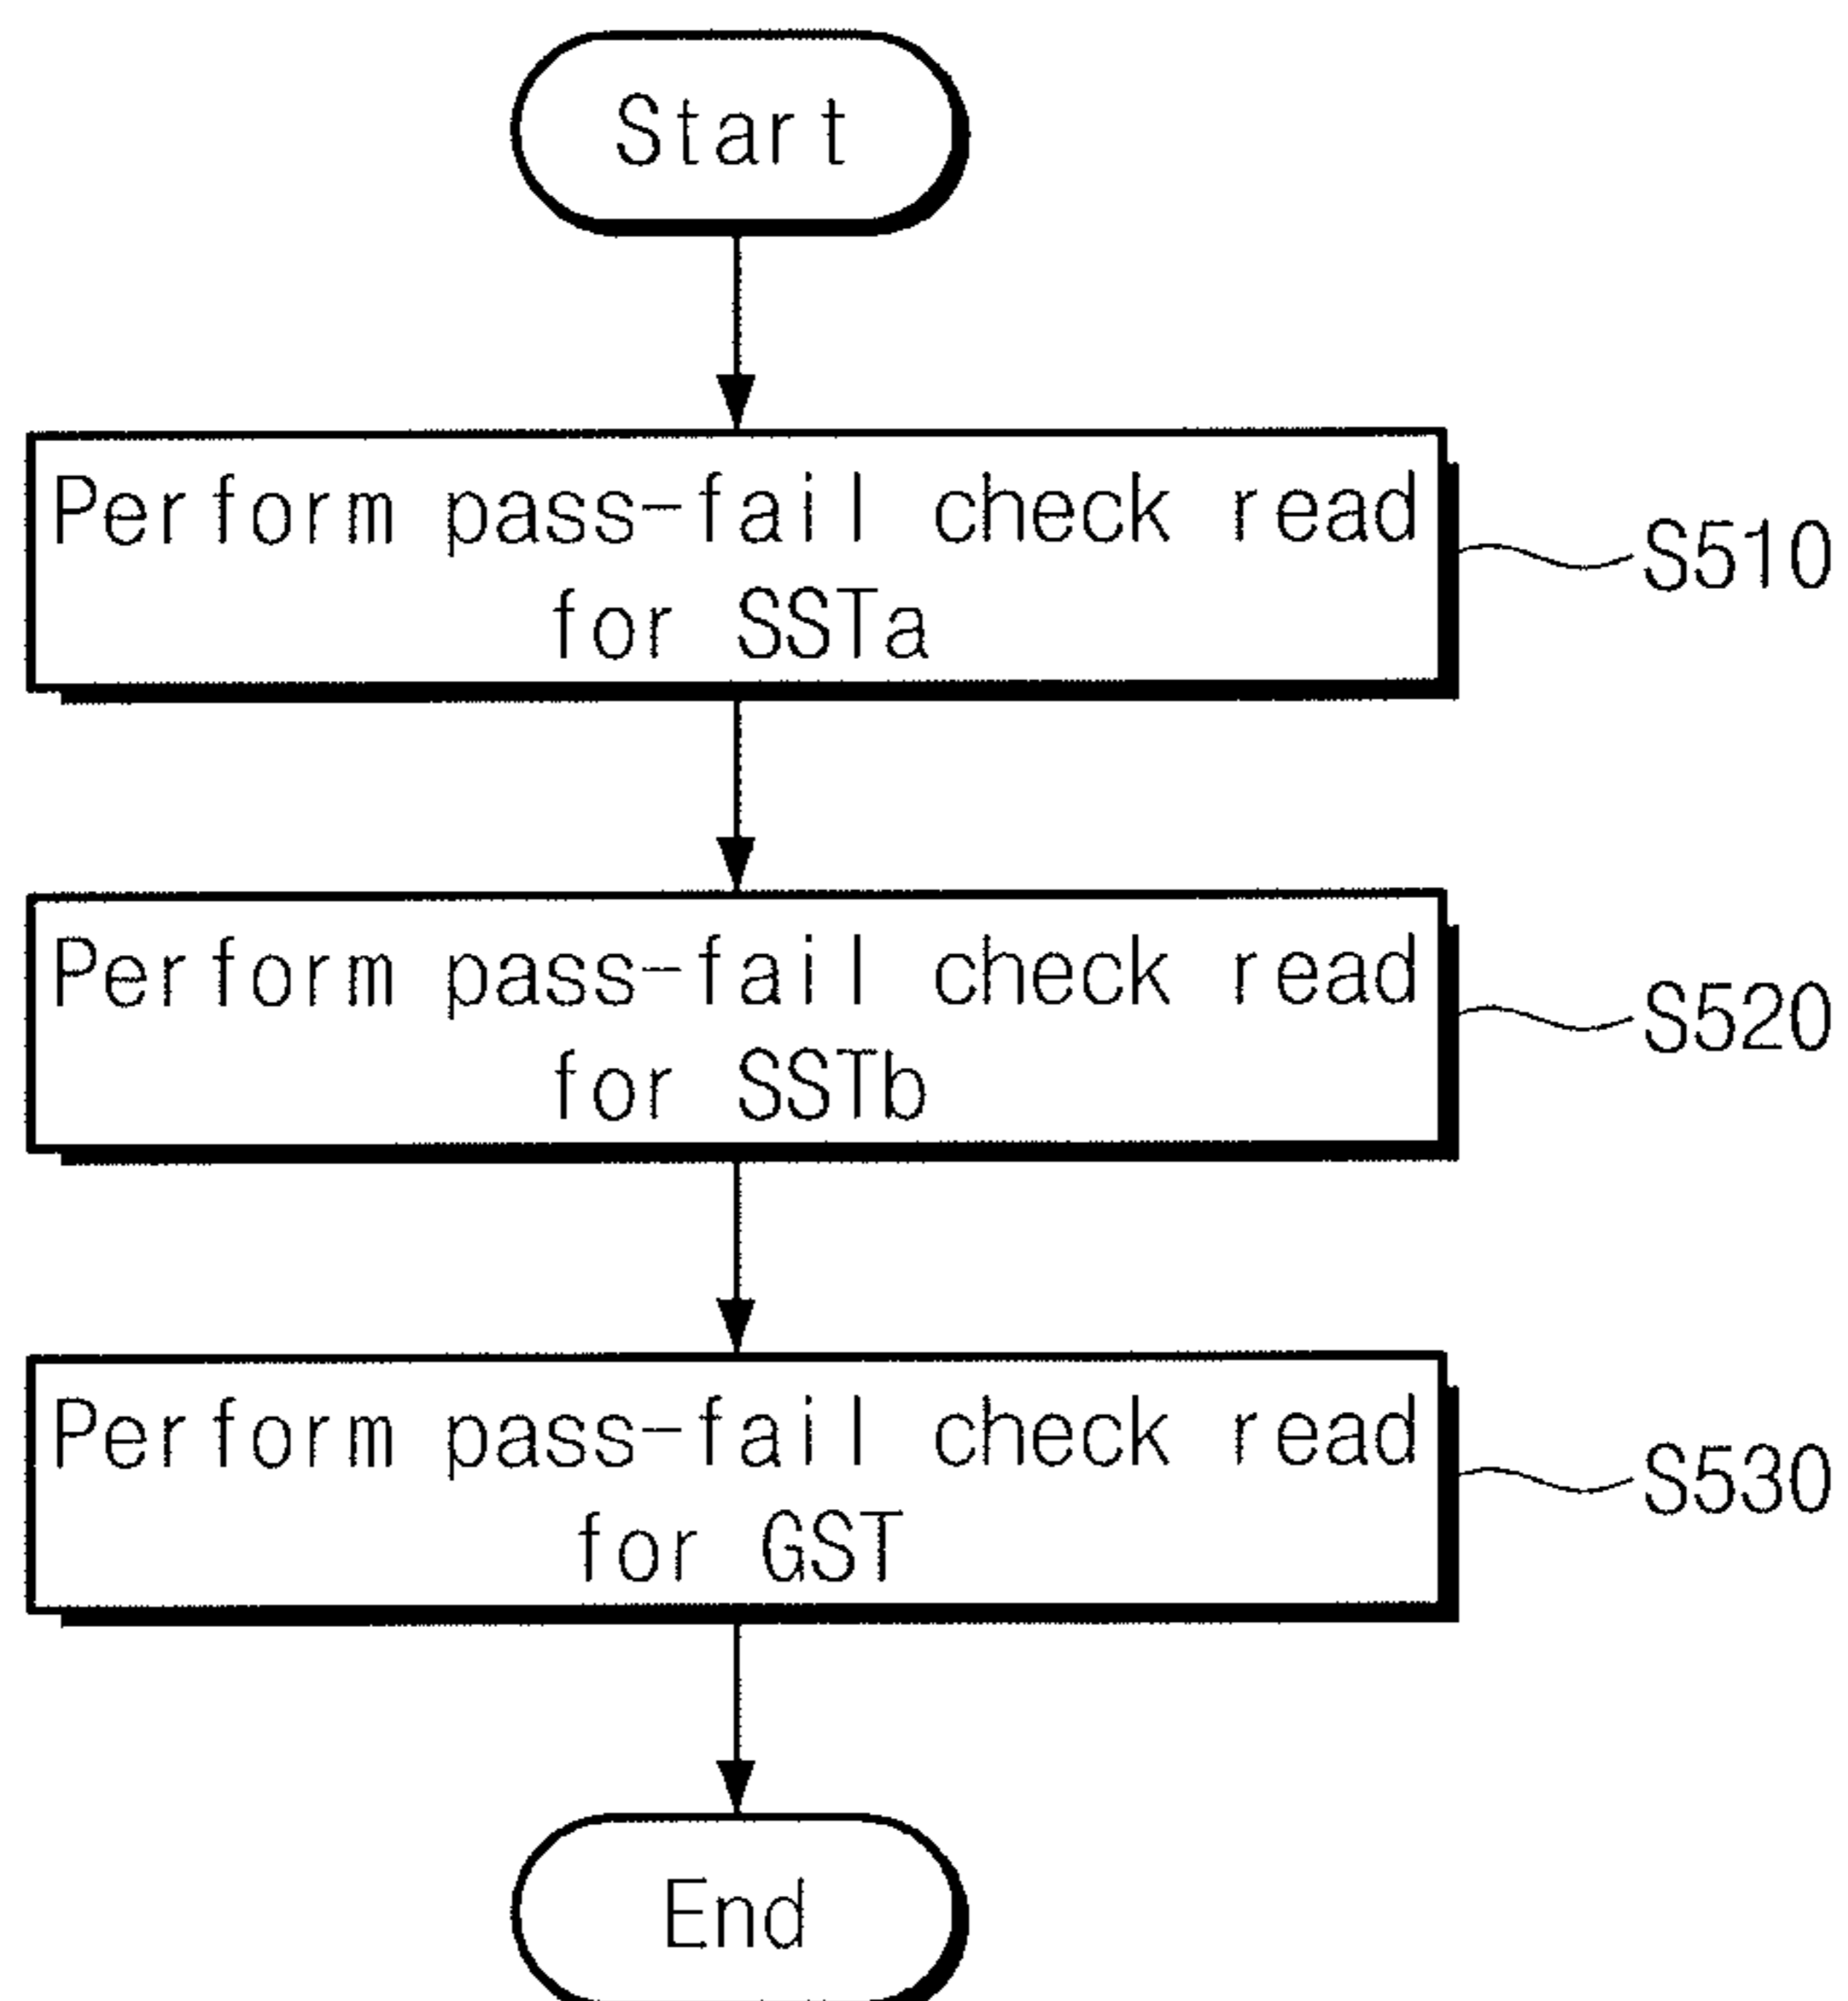 Start
Perform pass-fail check read
for SSTa
S510
Perform pass-fail check read
for SSTb
S520
Perform pass-fail check read
for GST
S530
End